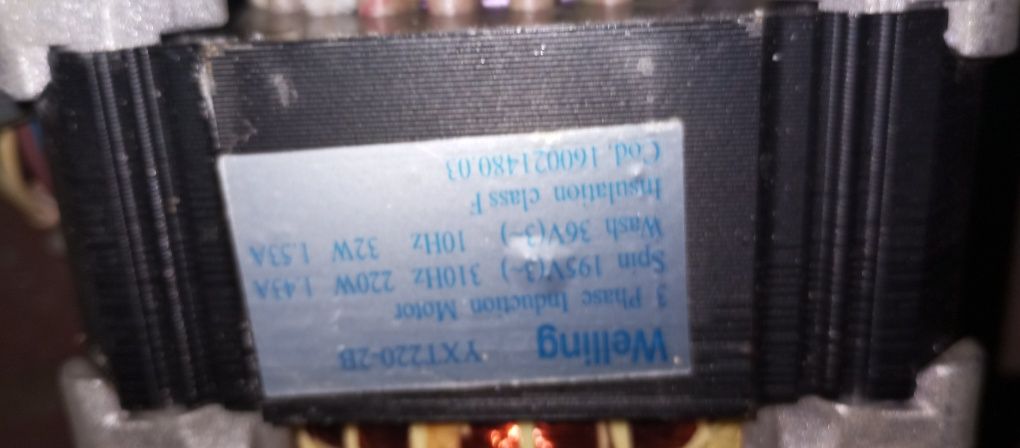 Welling YXT220-2B
3 Phase Induction Motor
Spin 195V(3~) 310Hz 220W 1.43A
Wash 36V(3~) 10Hz 32W 1.53A
Insulation class F
Cod. 160021480.03